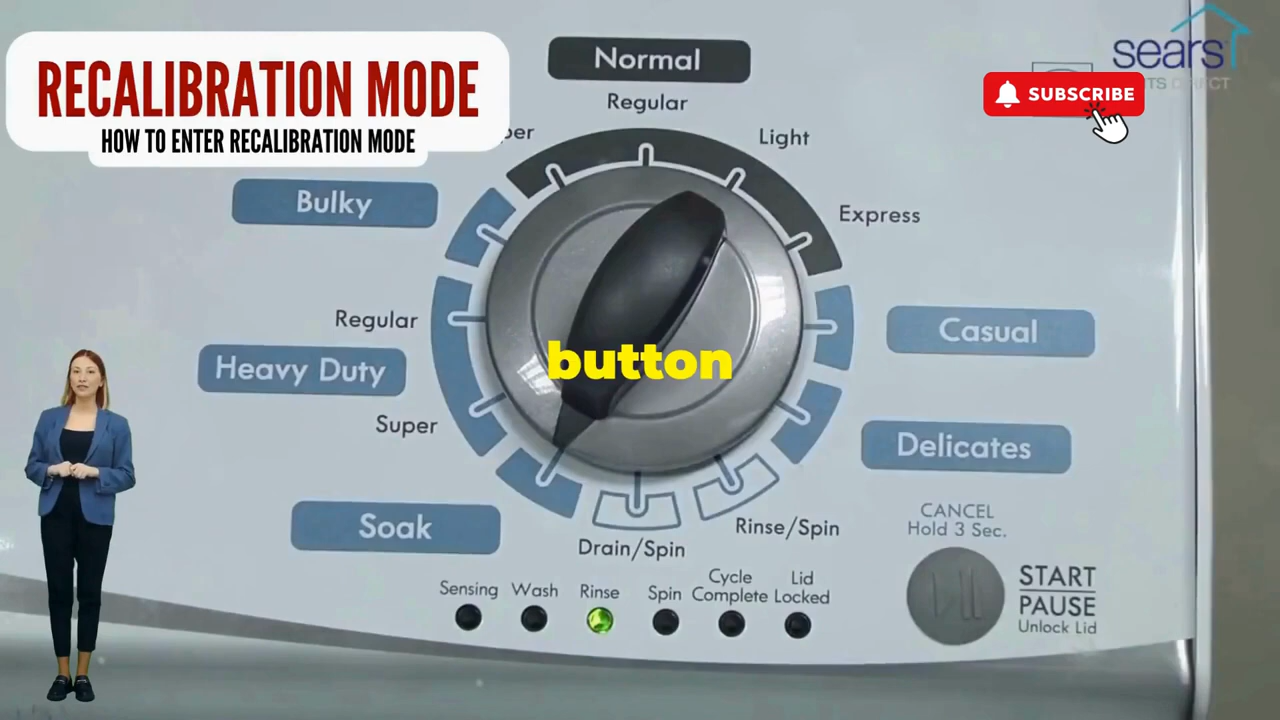 RECALIBRATION MODE
HOW TO ENTER RECALIBRATION MODE
sears
SUBSCRIBE
Normal
Regular
Light
Express
Bulky
Regular
Heavy Duty
Super
Casual
Delicates
Soak
Drain/Spin
Rinse/Spin
button
CANCEL
Hold 3 Sec.
Sensing
Wash
Rinse
Spin
Cycle
Complete
Lid
Locked
START
PAUSE
Unlock Lid